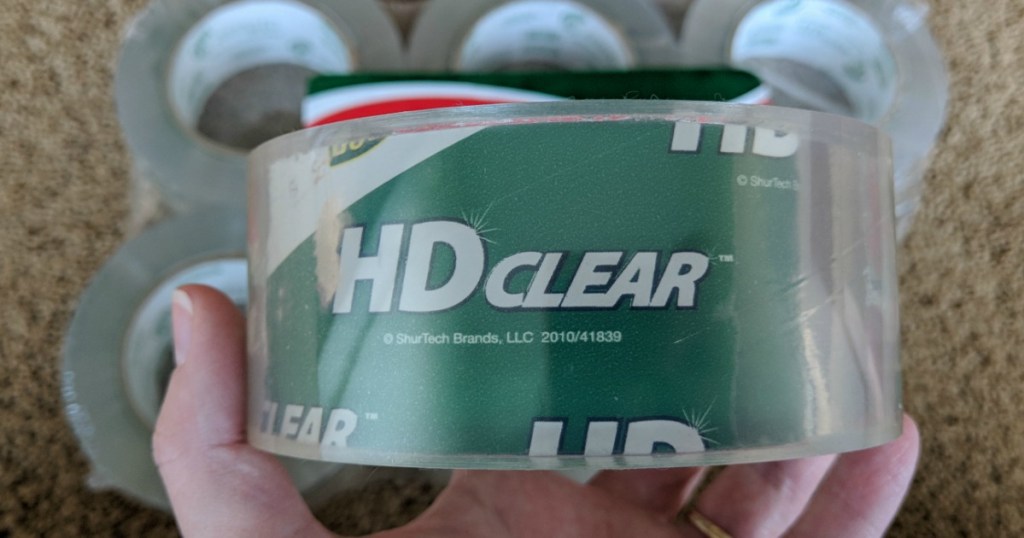 HD
© ShurTech B
HD CLEAR™
© ShurTech Brands, LLC 2010/41839
CLEAR™
HD